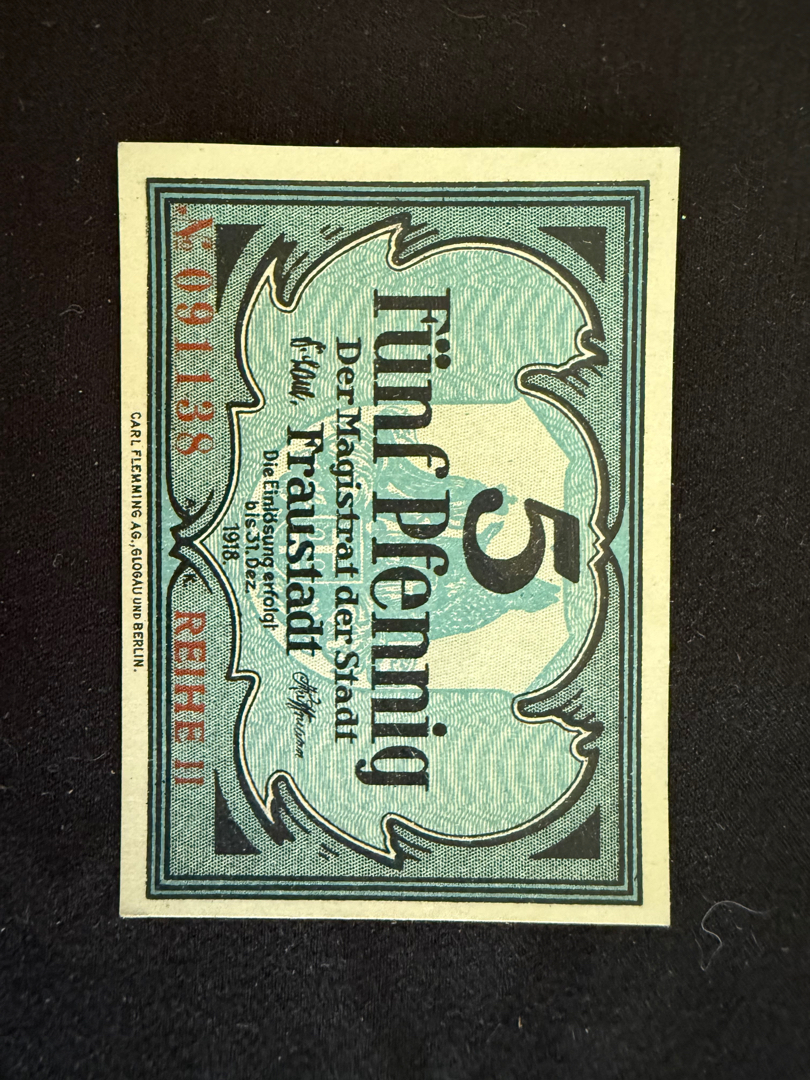 5
Fünf Pfennig
Der Magistrat der Stadt
Fraustadt
Die Einlösung erfolgt
bis 31. Dez.
1918.
№ 091138
REIHE II
CARL FLEMMING AG., GLOGAU UND BERLIN.